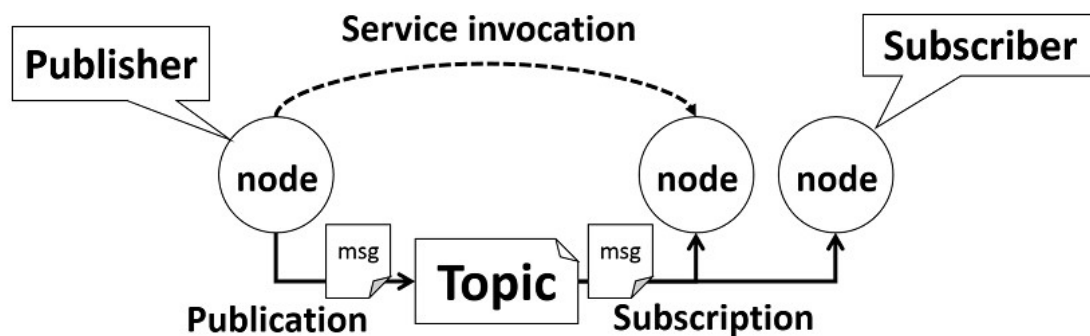 Service invocation
Publisher
Subscriber
node
node
node
msg
Topic
msg
Publication
Subscription